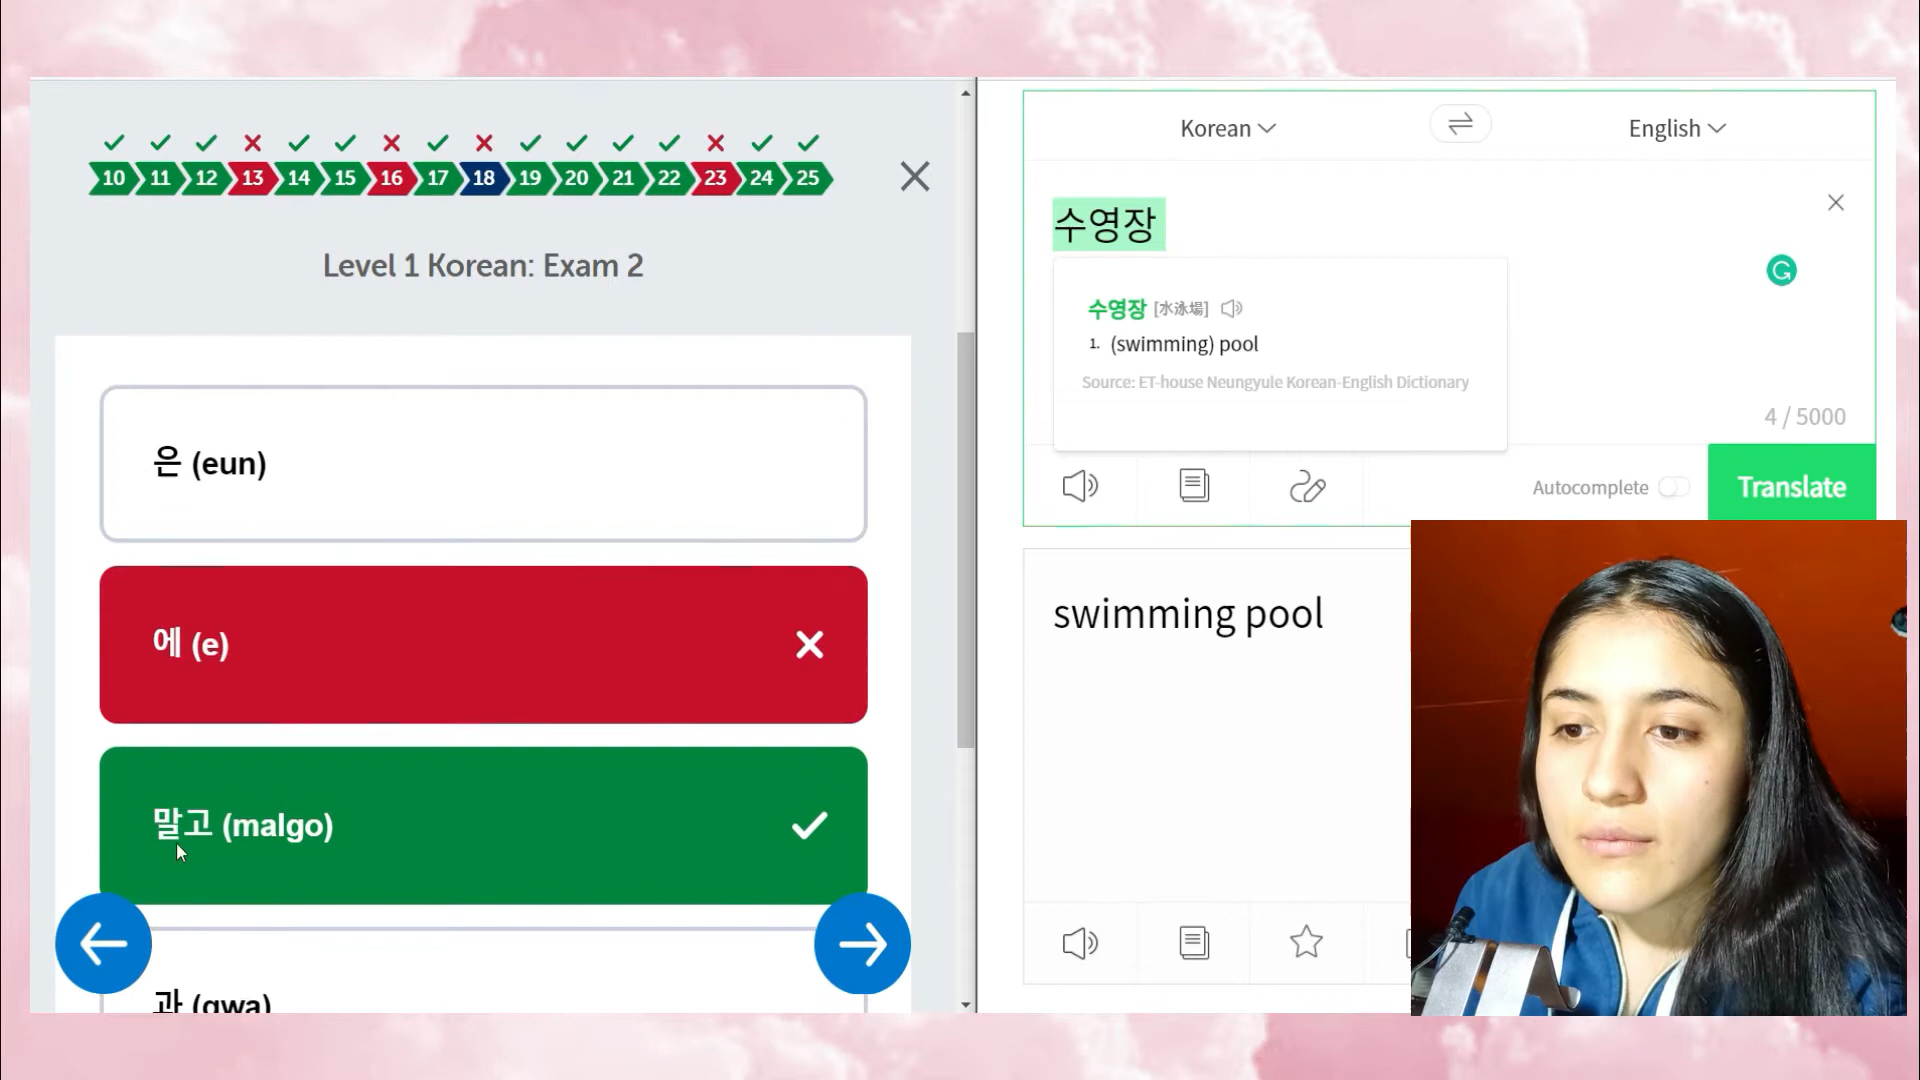 10 11 12 13 14 15 16 17 18 19 20 21 22 23 24 25
Level 1 Korean: Exam 2
은 (eun)
에 (e)
말고 (malgo)
과 (gwa)
Korean
English
수영장
수영장 [水泳場]
1. (swimming) pool
Source: ET-house Neungyule Korean-English Dictionary
4 / 5000
Autocomplete
Translate
swimming pool